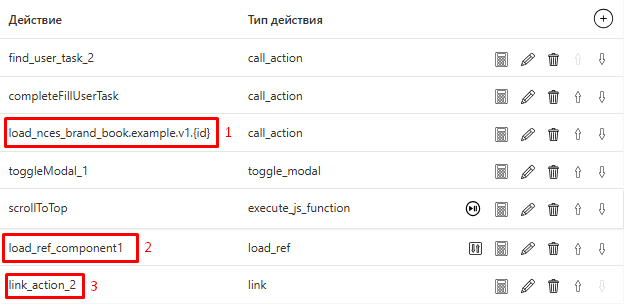 Действие Тип действия
find_user_task_2 call_action
completeFillUserTask call_action
load_nces_brand_book.example.v1.{id} 1 call_action
toggleModal_1 toggle_modal
scrollToTop execute_js_function
load_ref_component1 2 load_ref
link_action_2 3 link